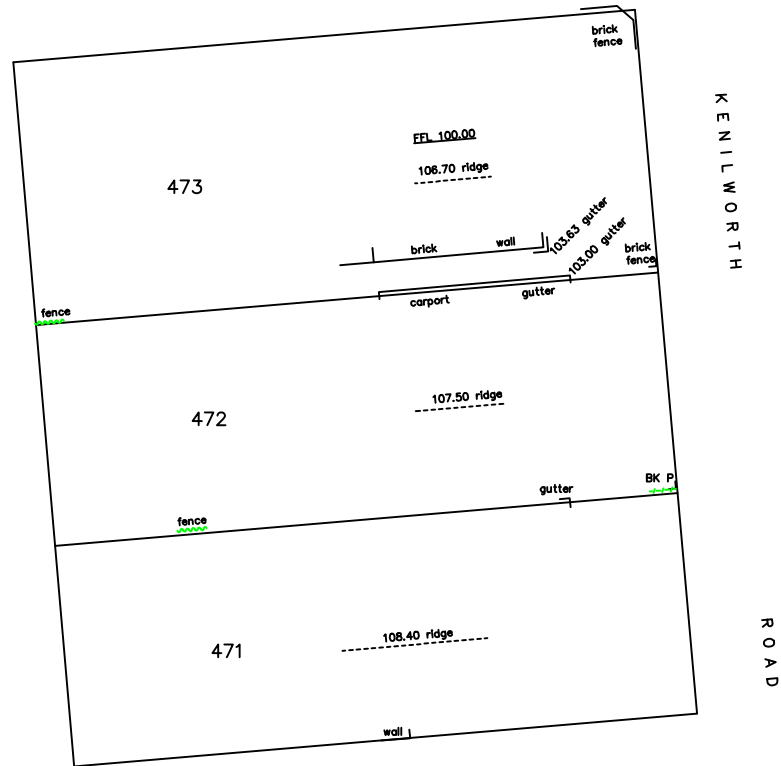 brick
fence
KENILWORTH
FFL 100.00
106.70 ridge
473
103.63 gutter
103.00 gutter
brick wall
brick
fence
carport gutter
fence
107.50 ridge
472
BK P
gutter
fence
ROAD
108.40 ridge
471
wall